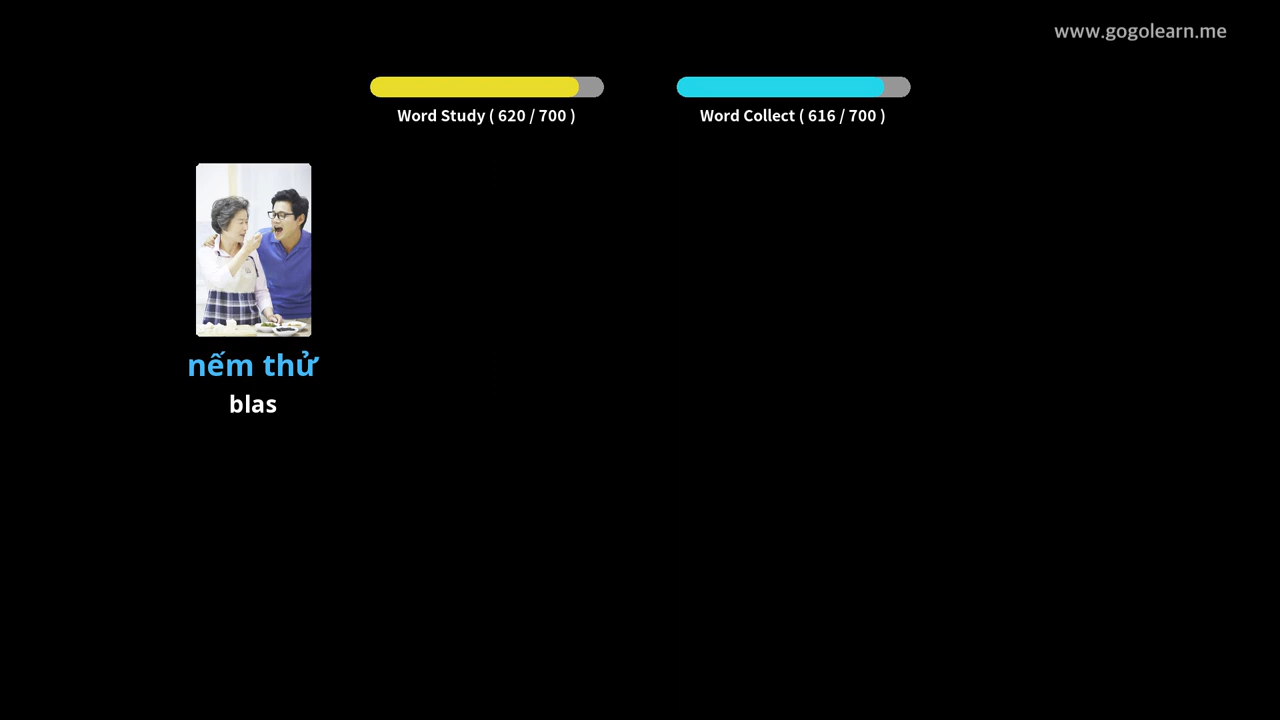 www.gogolearn.me
Word Study ( 620 / 700 )
Word Collect ( 616 / 700 )
nếm thử
blas